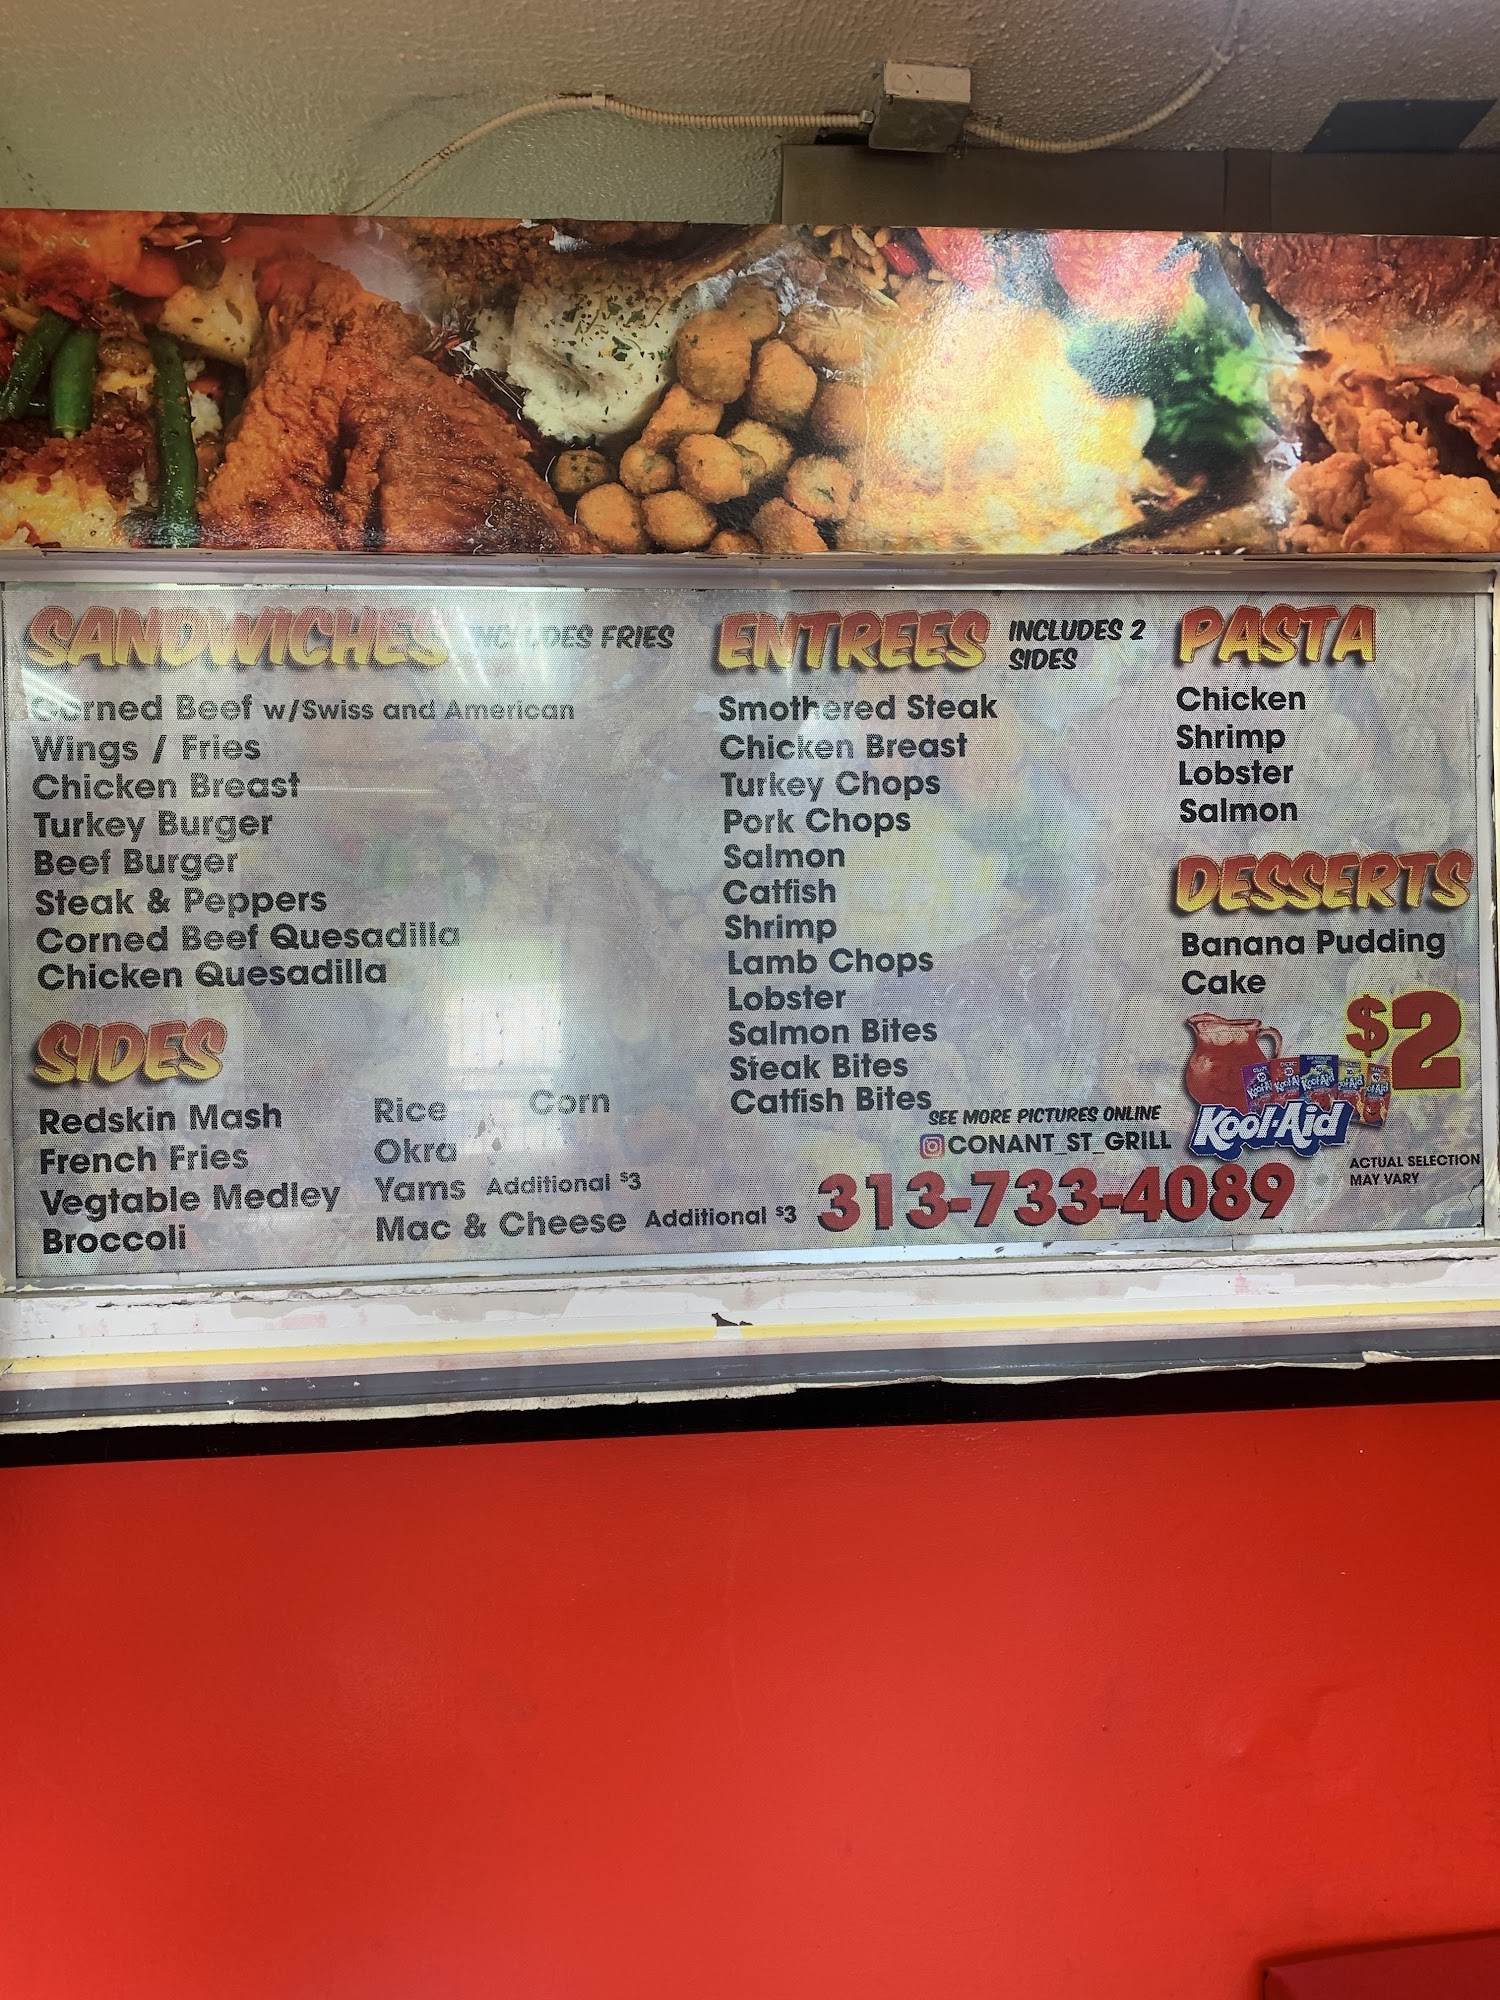 SANDWICHES INCLUDES FRIES
Corned Beef w/Swiss and American
Wings / Fries
Chicken Breast
Turkey Burger
Beef Burger
Steak & Peppers
Corned Beef Quesadilla
Chicken Quesadilla
SIDES
Redskin Mash
French Fries
Vegtable Medley
Broccoli
Rice
Okra
Yams Additional $3
Mac & Cheese Additional $3
Corn
ENTREES INCLUDES 2
SIDES
Smothered Steak
Chicken Breast
Turkey Chops
Pork Chops
Salmon
Catfish
Shrimp
Lamb Chops
Lobster
Salmon Bites
Steak Bites
Catfish Bites
SEE MORE PICTURES ONLINE
CONANT_ST_GRILL
313-733-4089
PASTA
Chicken
Shrimp
Lobster
Salmon
DESSERTS
Banana Pudding
Cake
$2
Kool-Aid
ACTUAL SELECTION
MAY VARY